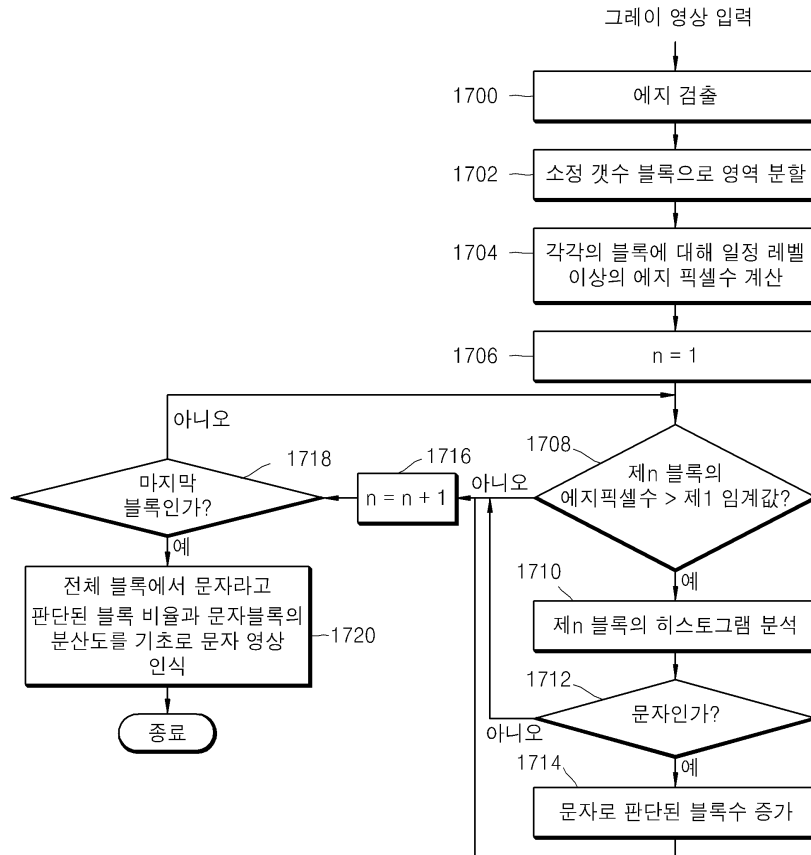 그레이 영상 입력
1700
에지 검출
1702
소정 갯수 블록으로 영역 분할
1704
각각의 블록에 대해 일정 레벨
이상의 에지 픽셀수 계산
1706
n = 1
1708
제n 블록의
에지픽셀수 > 제1 임계값?
아니오
예
1716
n = n + 1
1718
마지막
블록인가?
아니오
예
1720
전체 블록에서 문자라고
판단된 블록 비율과 문자블록의
분산도를 기초로 문자 영상
인식
종료
1710
제n 블록의 히스토그램 분석
1712
문자인가?
아니오
예
1714
문자로 판단된 블록수 증가